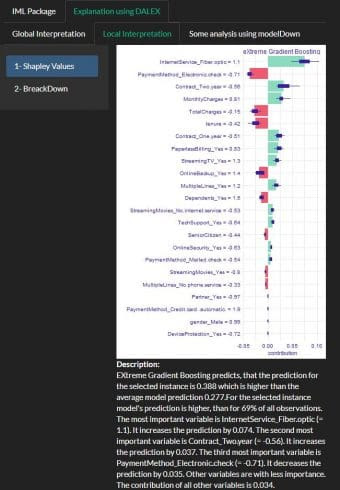 IML Package
Explanation using DALEX
Global Interpretation
Local Interpretation
Some analysis using modelDown
1- Shapley Values
2- BreackDown
eXtreme Gradient Boosting
InternetService_Fiber.optic = 1.1
PaymentMethod_Electronic.check = -0.71
Contract_Two.year = -0.56
MonthlyCharges = 0.61
TotalCharges = -0.15
tenure = -0.42
Contract_One.year = -0.51
PaperlessBilling_Yes = 0.83
StreamingTV_Yes = 1.3
OnlineBackup_Yes = 1.4
MultipleLines_Yes = 1.2
Dependents_Yes = 1.5
StreamingMovies_No.internet.service = -0.53
TechSupport_Yes = -0.64
SeniorCitizen = -0.44
OnlineSecurity_Yes = -0.63
PaymentMethod_Mailed.check = -0.54
StreamingMovies_Yes = -0.8
MultipleLines_No.phone.service = -0.33
Partner_Yes = -0.97
PaymentMethod_Credit.card..automatic. = 1.9
gender_Male = 0.99
DeviceProtection_Yes = -0.72
-0.05 0.00 0.05 0.10
contribution
Description:
EXtreme Gradient Boosting predicts, that the prediction for
the selected instance is 0.388 which is higher than the
average model prediction 0.277.For the selected instance
model's prediction is higher, than for 69% of all observations.
The most important variable is InternetService_Fiber.optic (=
1.1). It increases the prediction by 0.074. The second most
important variable is Contract_Two.year (= -0.56). It increases
the prediction by 0.037. The third most important variable is
PaymentMethod_Electronic.check (= -0.71). It decreases the
prediction by 0.035. Other variables are with less importance.
The contribution of all other variables is 0.034.